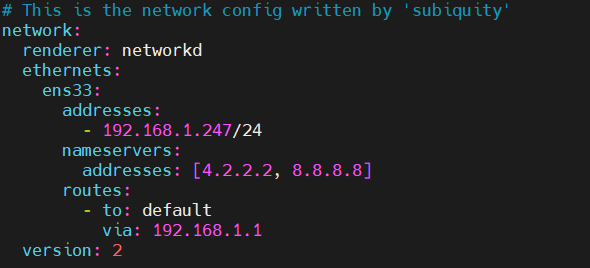 # This is the network config written by 'subiquity'
network:
  renderer: networkd
  ethernets:
    ens33:
      addresses:
        - 192.168.1.247/24
      nameservers:
        addresses: [4.2.2.2, 8.8.8.8]
      routes:
        - to: default
          via: 192.168.1.1
  version: 2